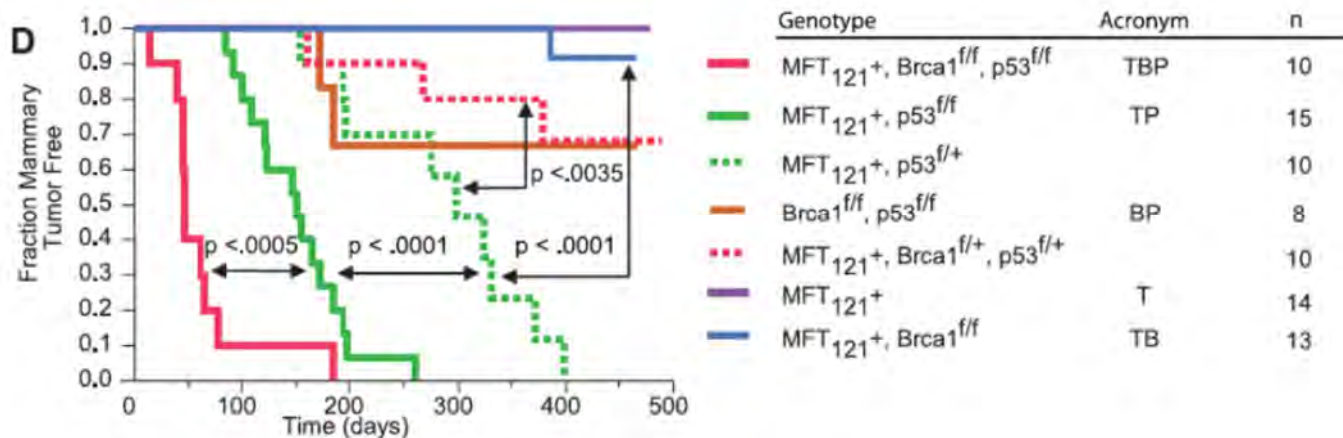 D
Fraction Mammary
Tumor Free
1.0
0.9
0.8
0.7
0.6
0.5
0.4
0.3
0.2
0.1
0.0
p <.0035
p <.0005
p <.0001
p <.0001
0 100 200 300 400 500
Time (days)
Genotype Acronym n
MFT121+, Brca1f/f, p53f/f TBP 10
MFT121+, p53f/f TP 15
MFT121+, p53f/+ 10
Brca1f/f, p53f/f BP 8
MFT121+, Brca1f/+, p53f/+ 10
MFT121+ T 14
MFT121+, Brca1f/f TB 13